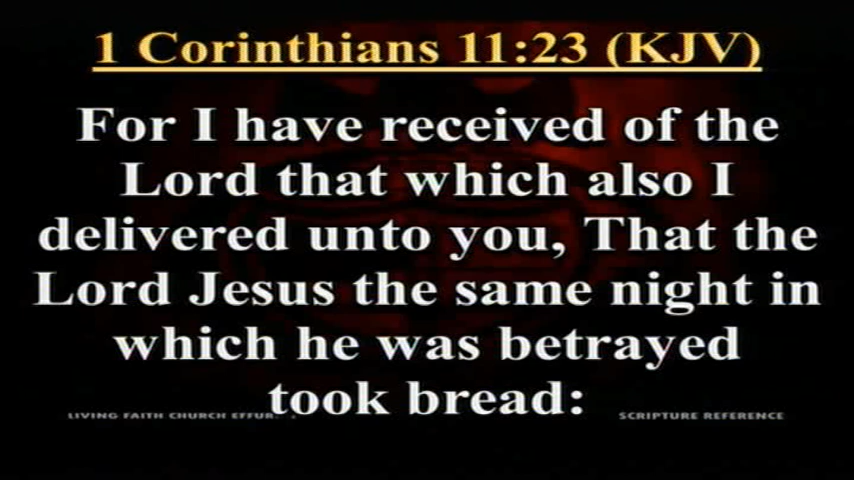 1 Corinthians 11:23 (KJV)
For I have received of the
Lord that which also I
delivered unto you, That the
Lord Jesus the same night in
which he was betrayed
took bread:
LIVING FAITH CHURCH
SCRIPTURE REFERENCE